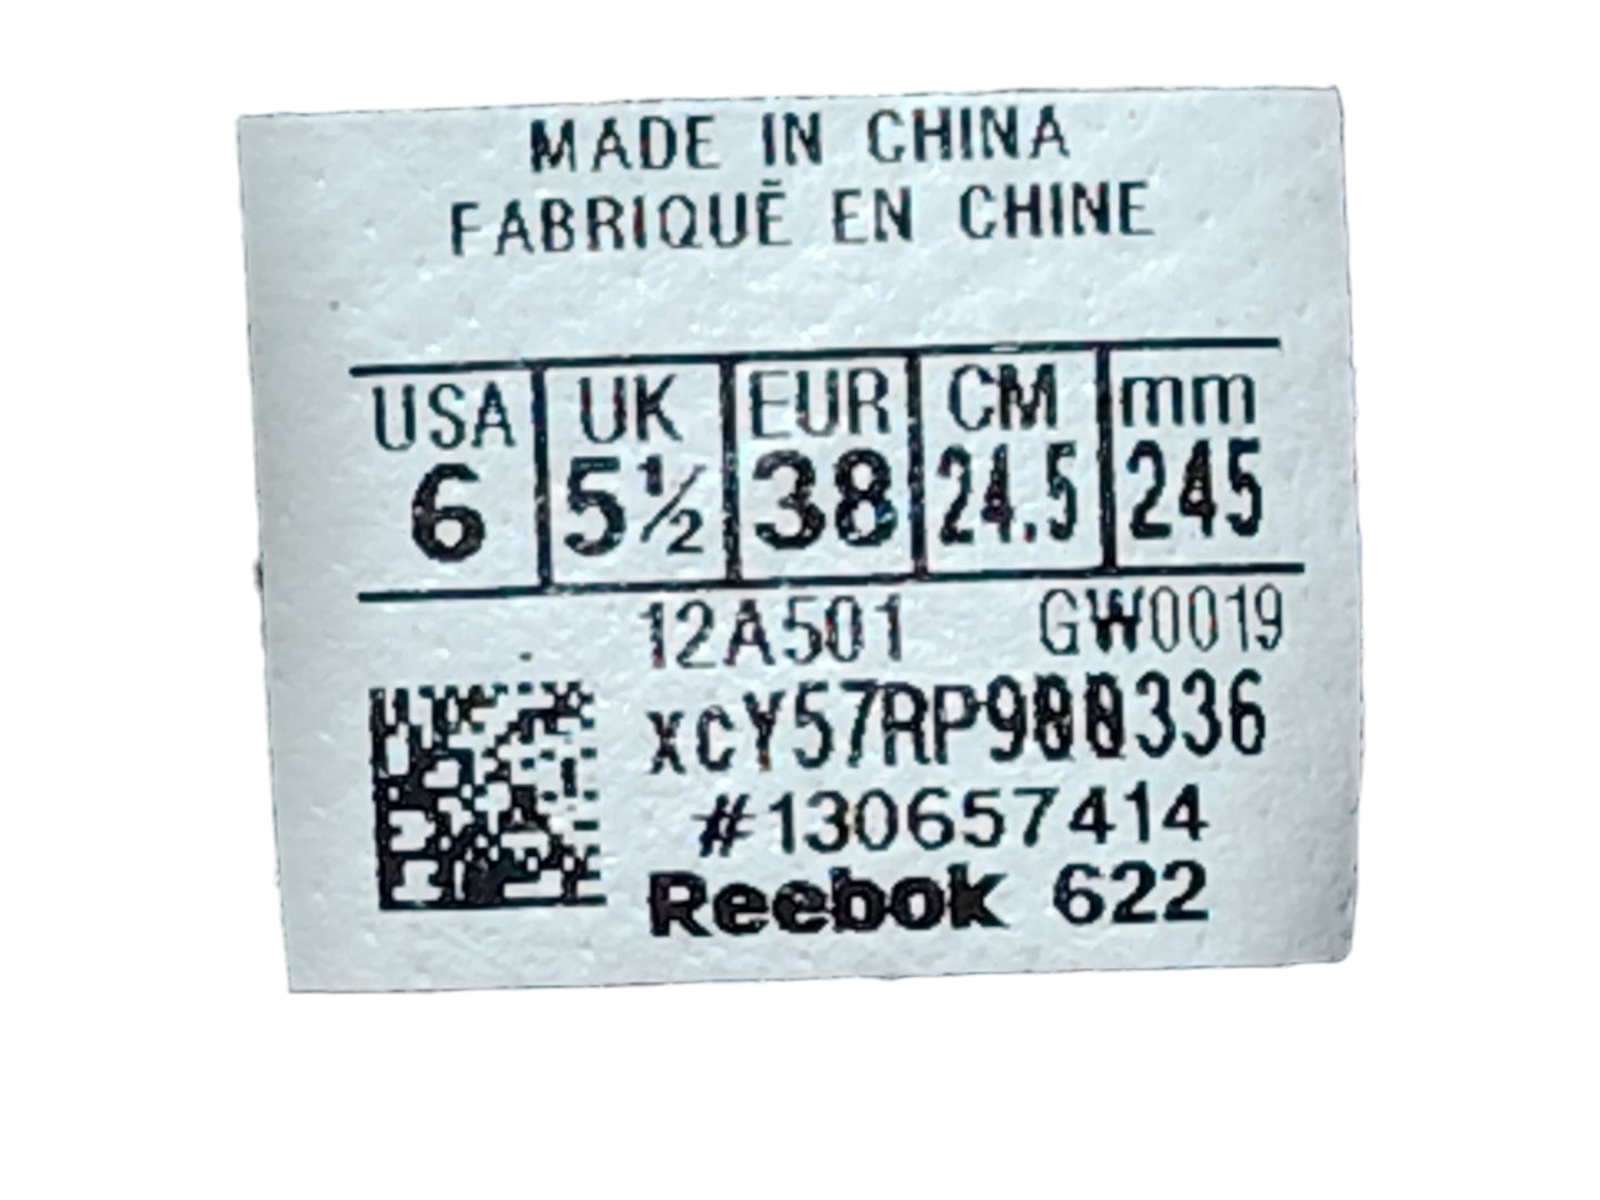 MADE IN CHINA
FABRIQUĒ EN CHINE
USA UK EUR CM mm
6 5½ 38 24.5 245
12A501 GW0019
#130657414
Reebok 622